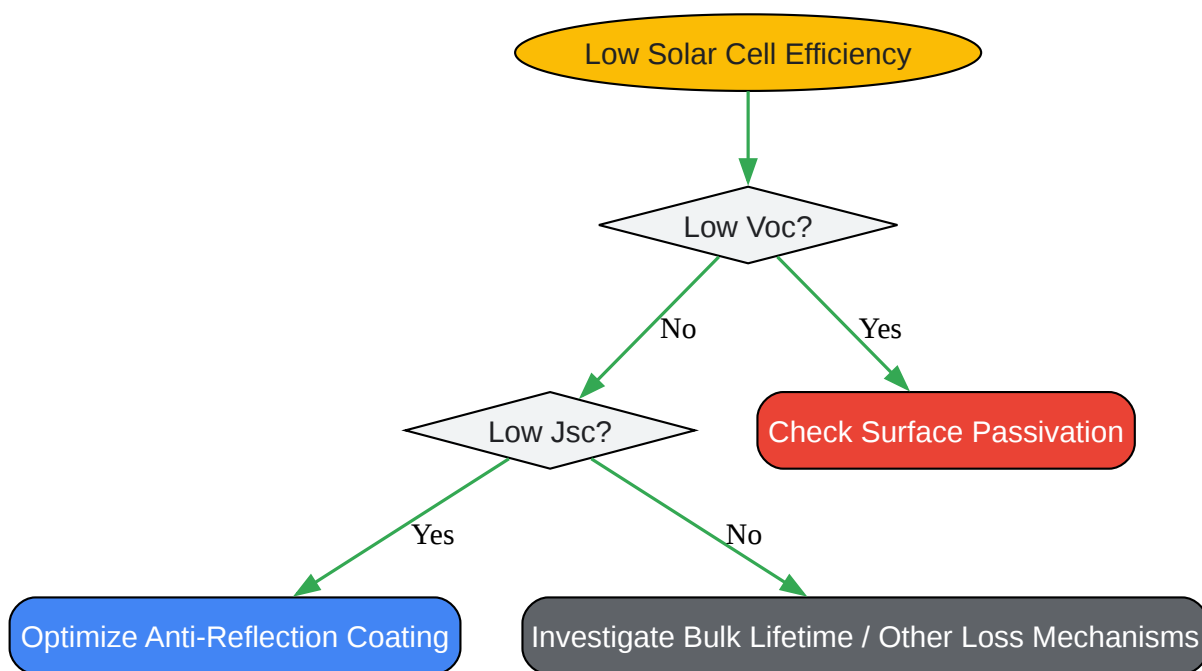 Low Solar Cell Efficiency
Low Voc?
No
Yes
Low Jsc?
Check Surface Passivation
Yes
No
Optimize Anti-Reflection Coating
Investigate Bulk Lifetime / Other Loss Mechanisms